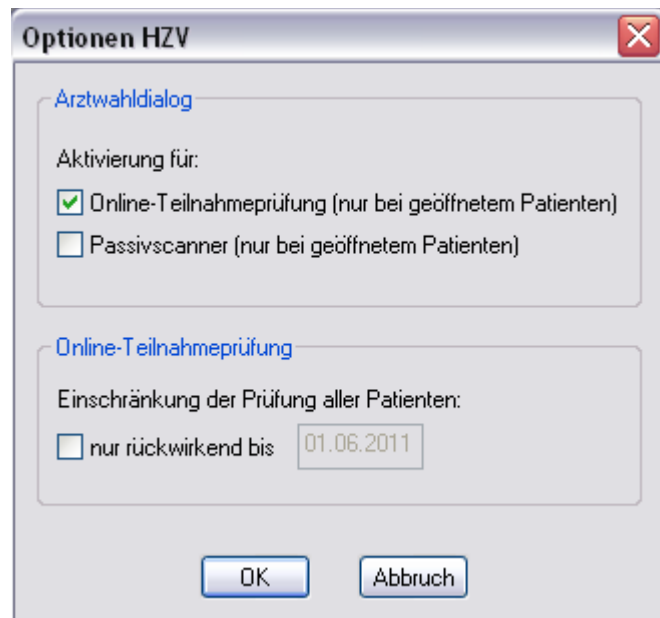 Optionen HZV
Arztwahldialog
Aktivierung für:
Online-Teilnahmeprüfung (nur bei geöffnetem Patienten)
Passivscanner (nur bei geöffnetem Patienten)
Online-Teilnahmeprüfung
Einschränkung der Prüfung aller Patienten:
nur rückwirkend bis 01.06.2011
OK Abbruch